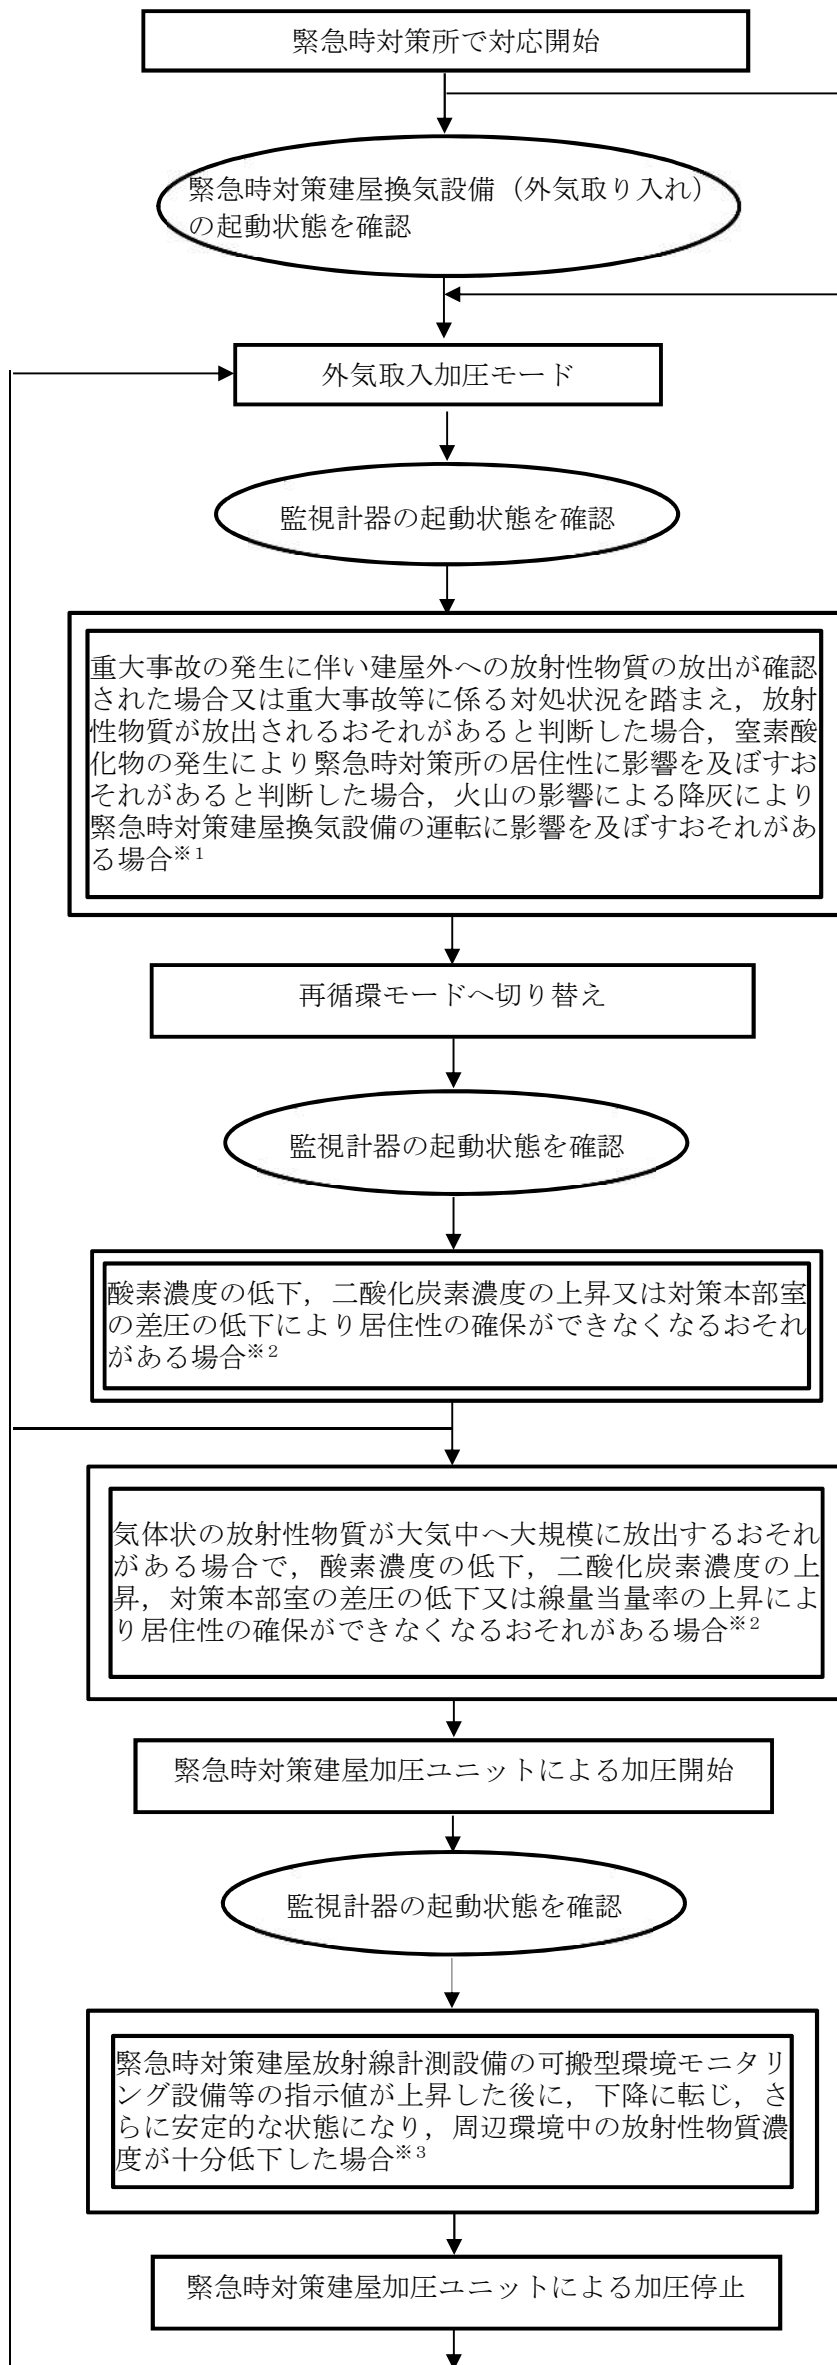 緊急時対策所で対応開始
緊急時対策建屋換気設備（外気取り入れ）
の起動状態を確認
外気取入加圧モード
監視計器の起動状態を確認
重大事故の発生に伴い建屋外への放射性物質の放出が確認
された場合又は重大事故等に係る対処状況を踏まえ，放射
性物質が放出されるおそれがあると判断した場合，窒素酸
化物の発生により緊急時対策所の居住性に影響を及ぼすお
それがあると判断した場合，火山の影響による降灰により
緊急時対策建屋換気設備の運転に影響を及ぼすおそれがあ
る場合※1
再循環モードへ切り替え
監視計器の起動状態を確認
酸素濃度の低下，二酸化炭素濃度の上昇又は対策本部室
の差圧の低下により居住性の確保ができなくなるおそれ
がある場合※2
気体状の放射性物質が大気中へ大規模に放出するおそれ
がある場合で，酸素濃度の低下，二酸化炭素濃度の上
昇，対策本部室の差圧の低下又は線量当量率の上昇によ
り居住性の確保ができなくなるおそれがある場合※2
緊急時対策建屋加圧ユニットによる加圧開始
監視計器の起動状態を確認
緊急時対策建屋放射線計測設備の可搬型環境モニタリ
ング設備等の指示値が上昇した後に，下降に転じ，さ
らに安定的な状態になり，周辺環境中の放射性物質濃
度が十分低下した場合※3
緊急時対策建屋加圧ユニットによる加圧停止